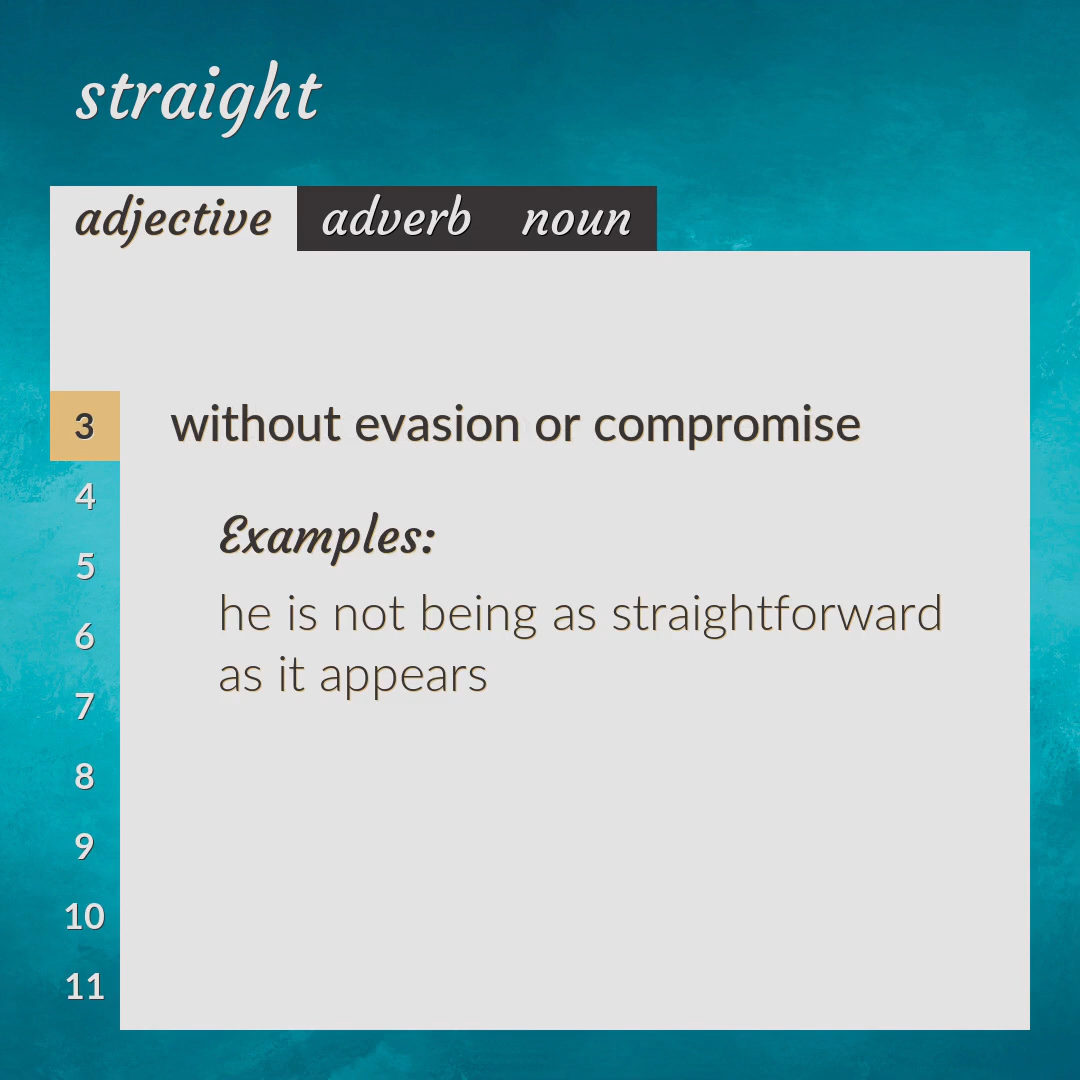 straight
adjective adverb noun
3 without evasion or compromise
4
Examples:
5
he is not being as straightforward
6
as it appears
7
8
9
10
11